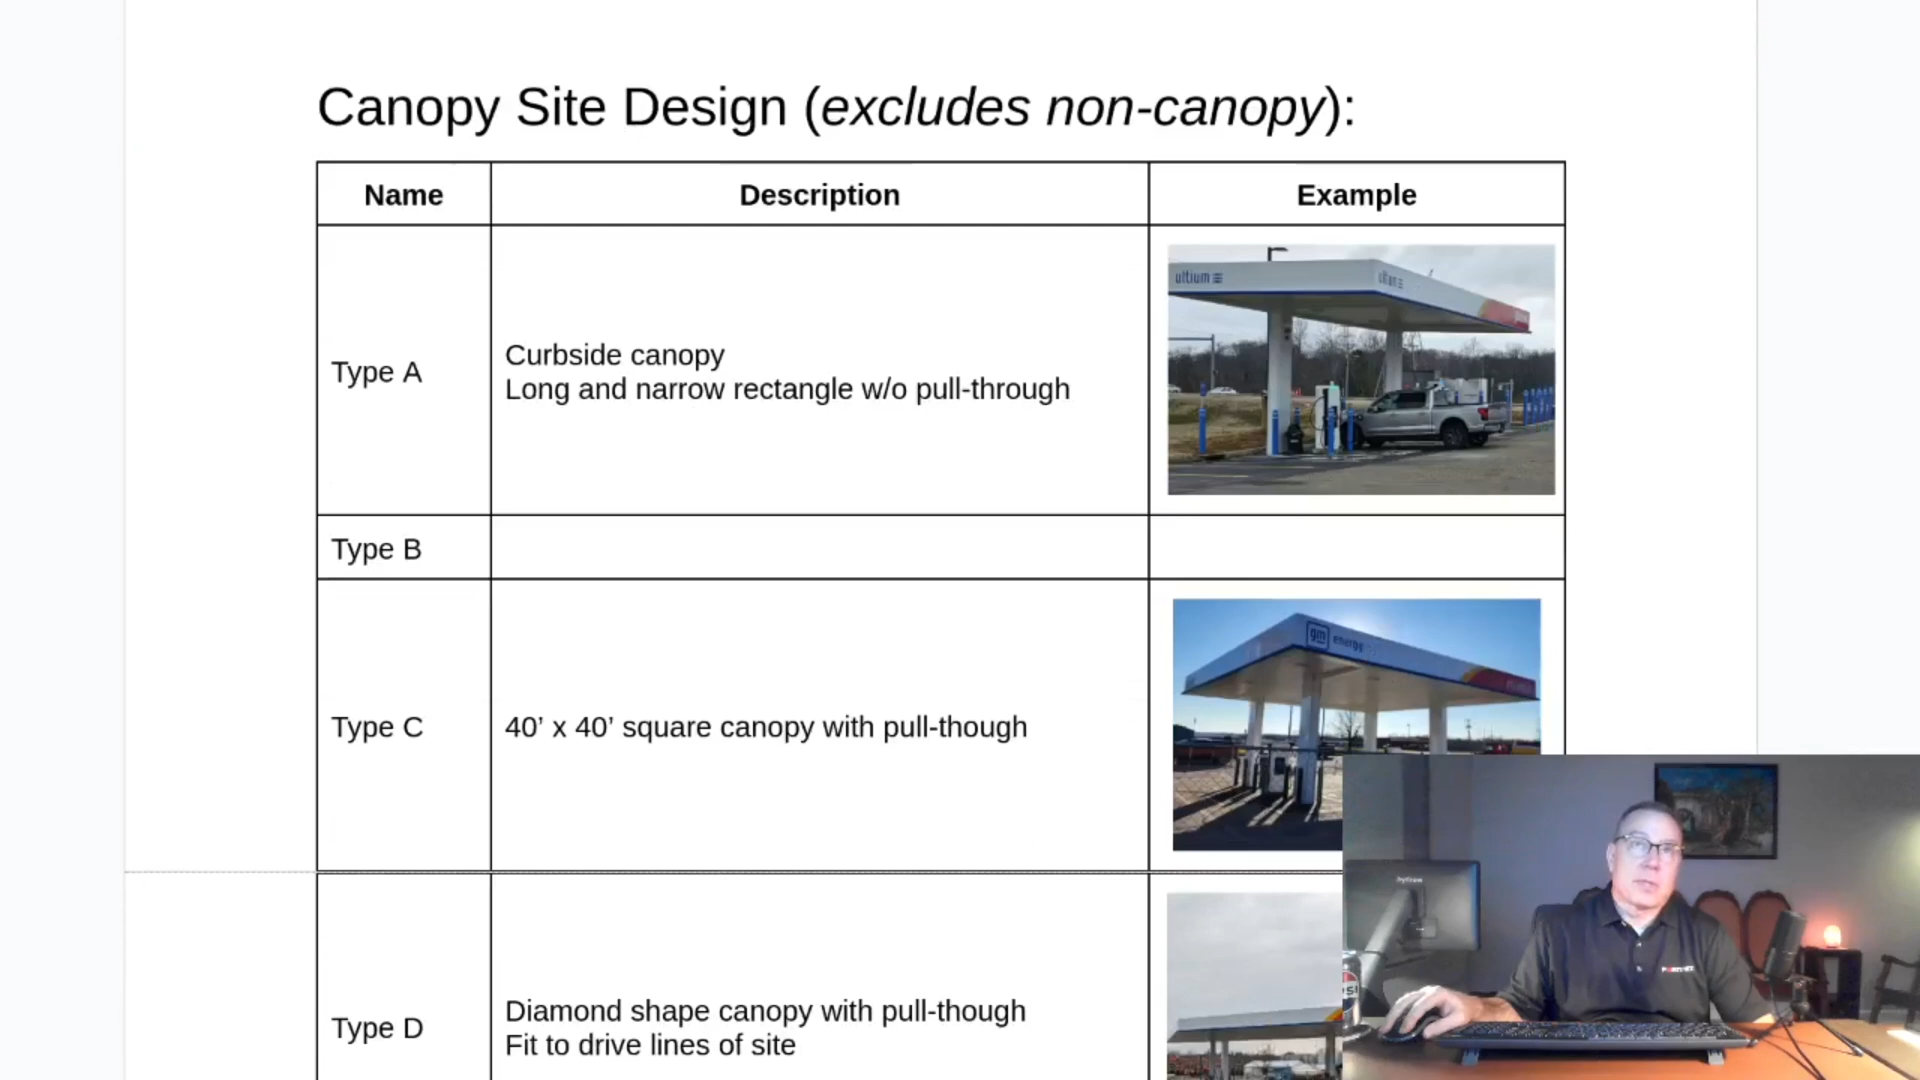 Canopy Site Design (excludes non-canopy):
Name
Description
Example
Type A
Curbside canopy
Long and narrow rectangle w/o pull-through
ultium
Type B
Type C
40’ x 40’ square canopy with pull-though
gm energy
Type D
Diamond shape canopy with pull-though
Fit to drive lines of site